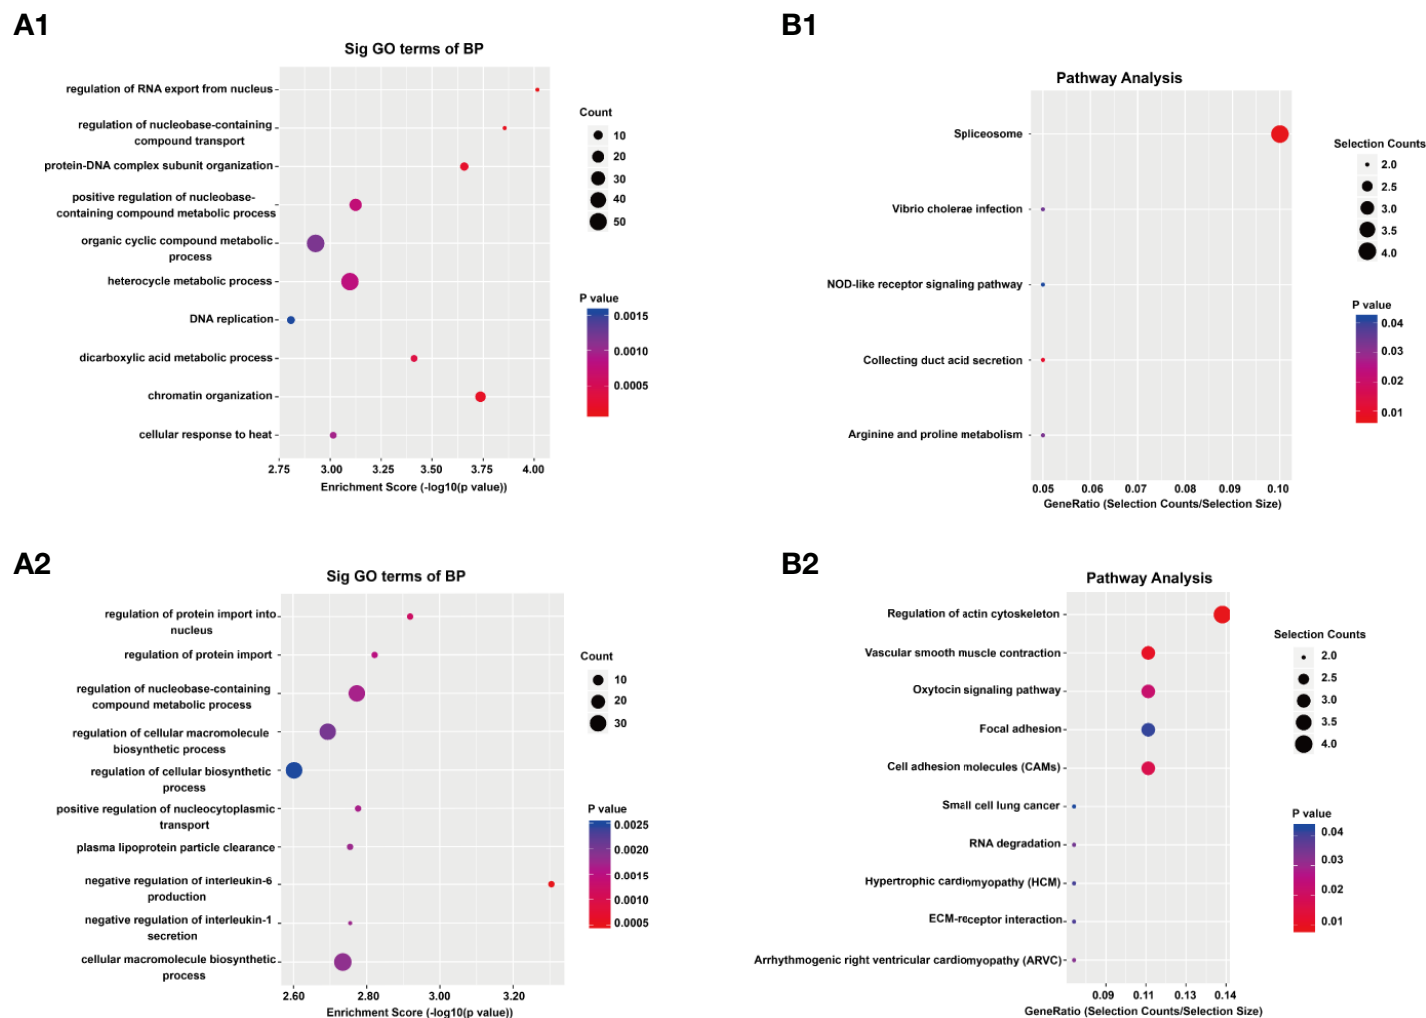 A1
Sig GO terms of BP
regulation of RNA export from nucleus
regulation of nucleobase-containing
compound transport
protein-DNA complex subunit organization
positive regulation of nucleobase-
containing compound metabolic process
organic cyclic compound metabolic
process
heterocycle metabolic process
DNA replication
dicarboxylic acid metabolic process
chromatin organization
cellular response to heat
2.75 3.00 3.25 3.50 3.75 4.00
Enrichment Score (-log10(p value))
Count
10
20
30
40
50
P value
0.0015
0.0010
0.0005
B1
Pathway Analysis
Spliceosome
Vibrio cholerae infection
NOD-like receptor signaling pathway
Collecting duct acid secretion
Arginine and proline metabolism
0.05 0.06 0.07 0.08 0.09 0.10
GeneRatio (Selection Counts/Selection Size)
Selection Counts
2.0
2.5
3.0
3.5
4.0
P value
0.04
0.03
0.02
0.01
A2
Sig GO terms of BP
regulation of protein import into
nucleus
regulation of protein import
regulation of nucleobase-containing
compound metabolic process
regulation of cellular macromolecule
biosynthetic process
regulation of cellular biosynthetic
process
positive regulation of nucleocytoplasmic
transport
plasma lipoprotein particle clearance
negative regulation of interleukin-6
production
negative regulation of interleukin-1
secretion
cellular macromolecule biosynthetic
process
2.60 2.80 3.00 3.20
Enrichment Score (-log10(p value))
Count
10
20
30
P value
0.0025
0.0020
0.0015
0.0010
0.0005
B2
Pathway Analysis
Regulation of actin cytoskeleton
Vascular smooth muscle contraction
Oxytocin signaling pathway
Focal adhesion
Cell adhesion molecules (CAMs)
Small cell lung cancer
RNA degradation
Hypertrophic cardiomyopathy (HCM)
ECM-receptor interaction
Arrhythmogenic right ventricular cardiomyopathy (ARVC)
0.09 0.11 0.13 0.14
GeneRatio (Selection Counts/Selection Size)
Selection Counts
2.0
2.5
3.0
3.5
4.0
P value
0.04
0.03
0.02
0.01